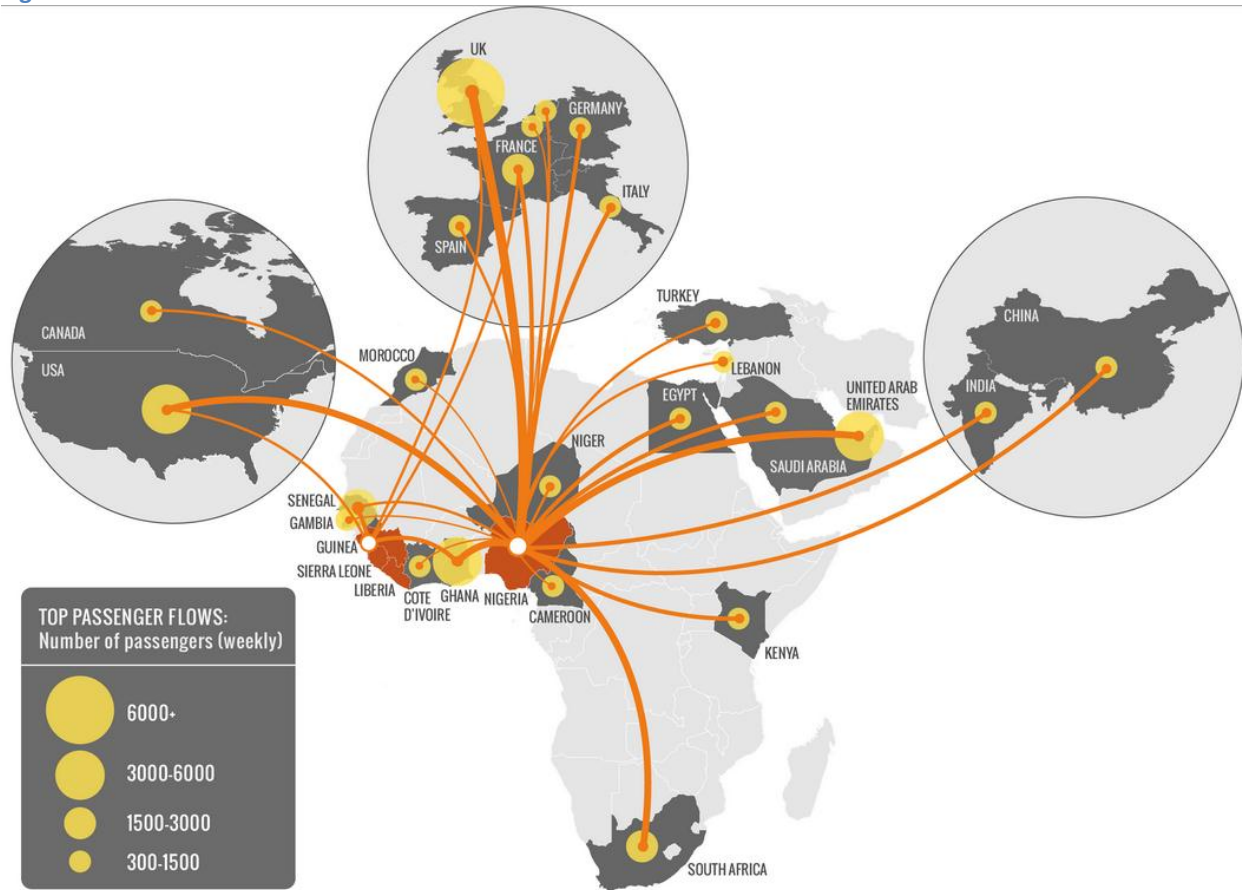 UK
GERMANY
FRANCE
ITALY
SPAIN
CANADA
USA
MOROCCO
TURKEY
LEBANON
EGYPT
UNITED ARAB
EMIRATES
SAUDI ARABIA
CHINA
INDIA
NIGER
SENEGAL
GAMBIA
GUINEA
SIERRA LEONE
LIBERIA
COTE
D'IVOIRE
GHANA
NIGERIA
CAMEROON
KENYA
SOUTH AFRICA
TOP PASSENGER FLOWS:
Number of passengers (weekly)
6000+
3000-6000
1500-3000
300-1500